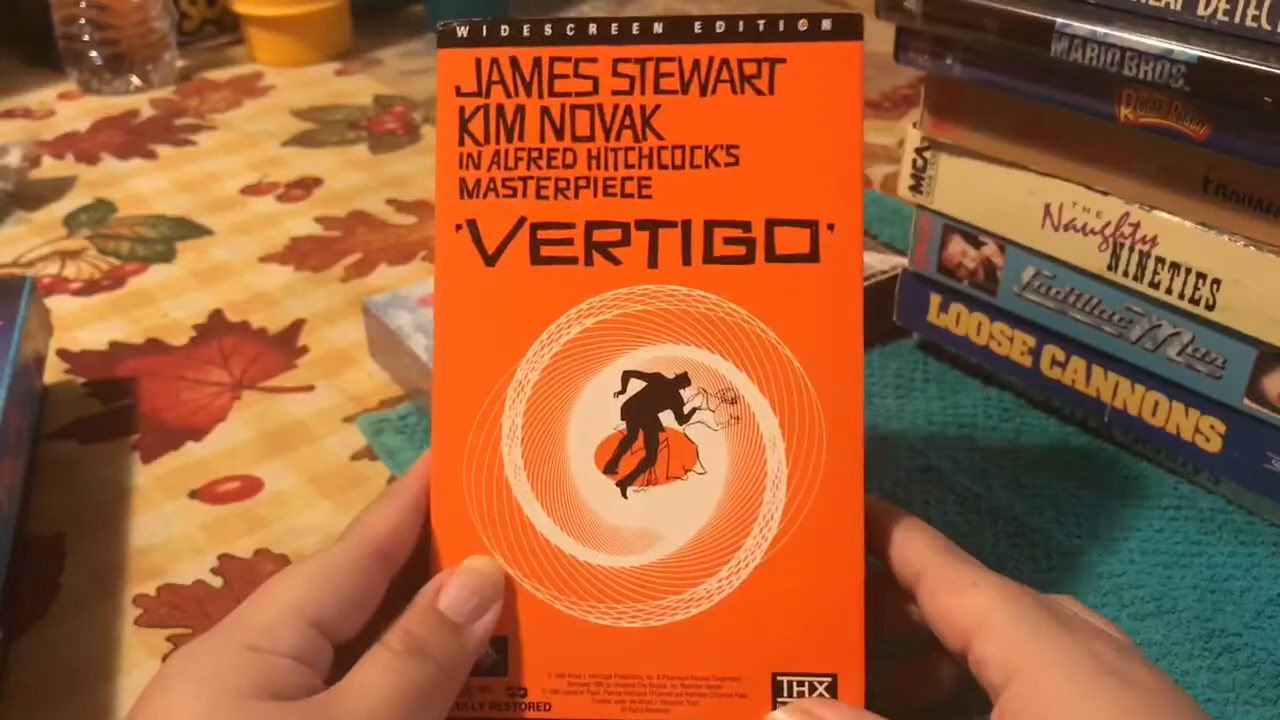 WIDESCREEN EDITION
JAMES STEWART
KIM NOVAK
IN ALFRED HITCHCOCK'S
MASTERPIECE
'VERTIGO'
THX
FULLY RESTORED
DETEC
MARIO BROS.
MCA
THE
Naughty
NINETIES
Cadillac Man
LOOSE CANNONS